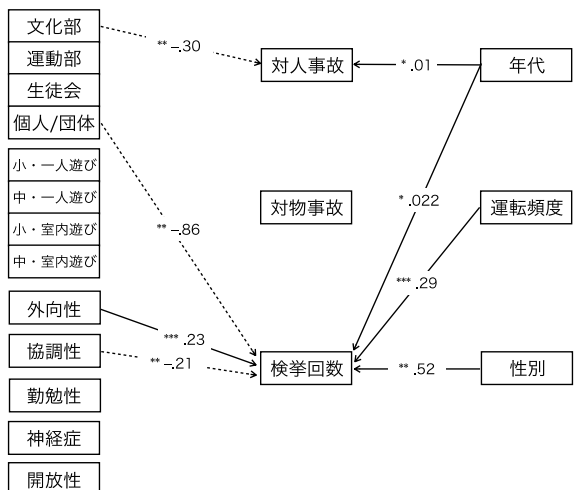 文化部
運動部
生徒会
個人/団体
小・一人遊び
中・一人遊び
小・室内遊び
中・室内遊び
外向性
協調性
勤勉性
神経症
開放性
** –.30
** –.86
*** .23
** –.21
対人事故
対物事故
検挙回数
* .01
* .022
*** .29
** .52
年代
運転頻度
性別